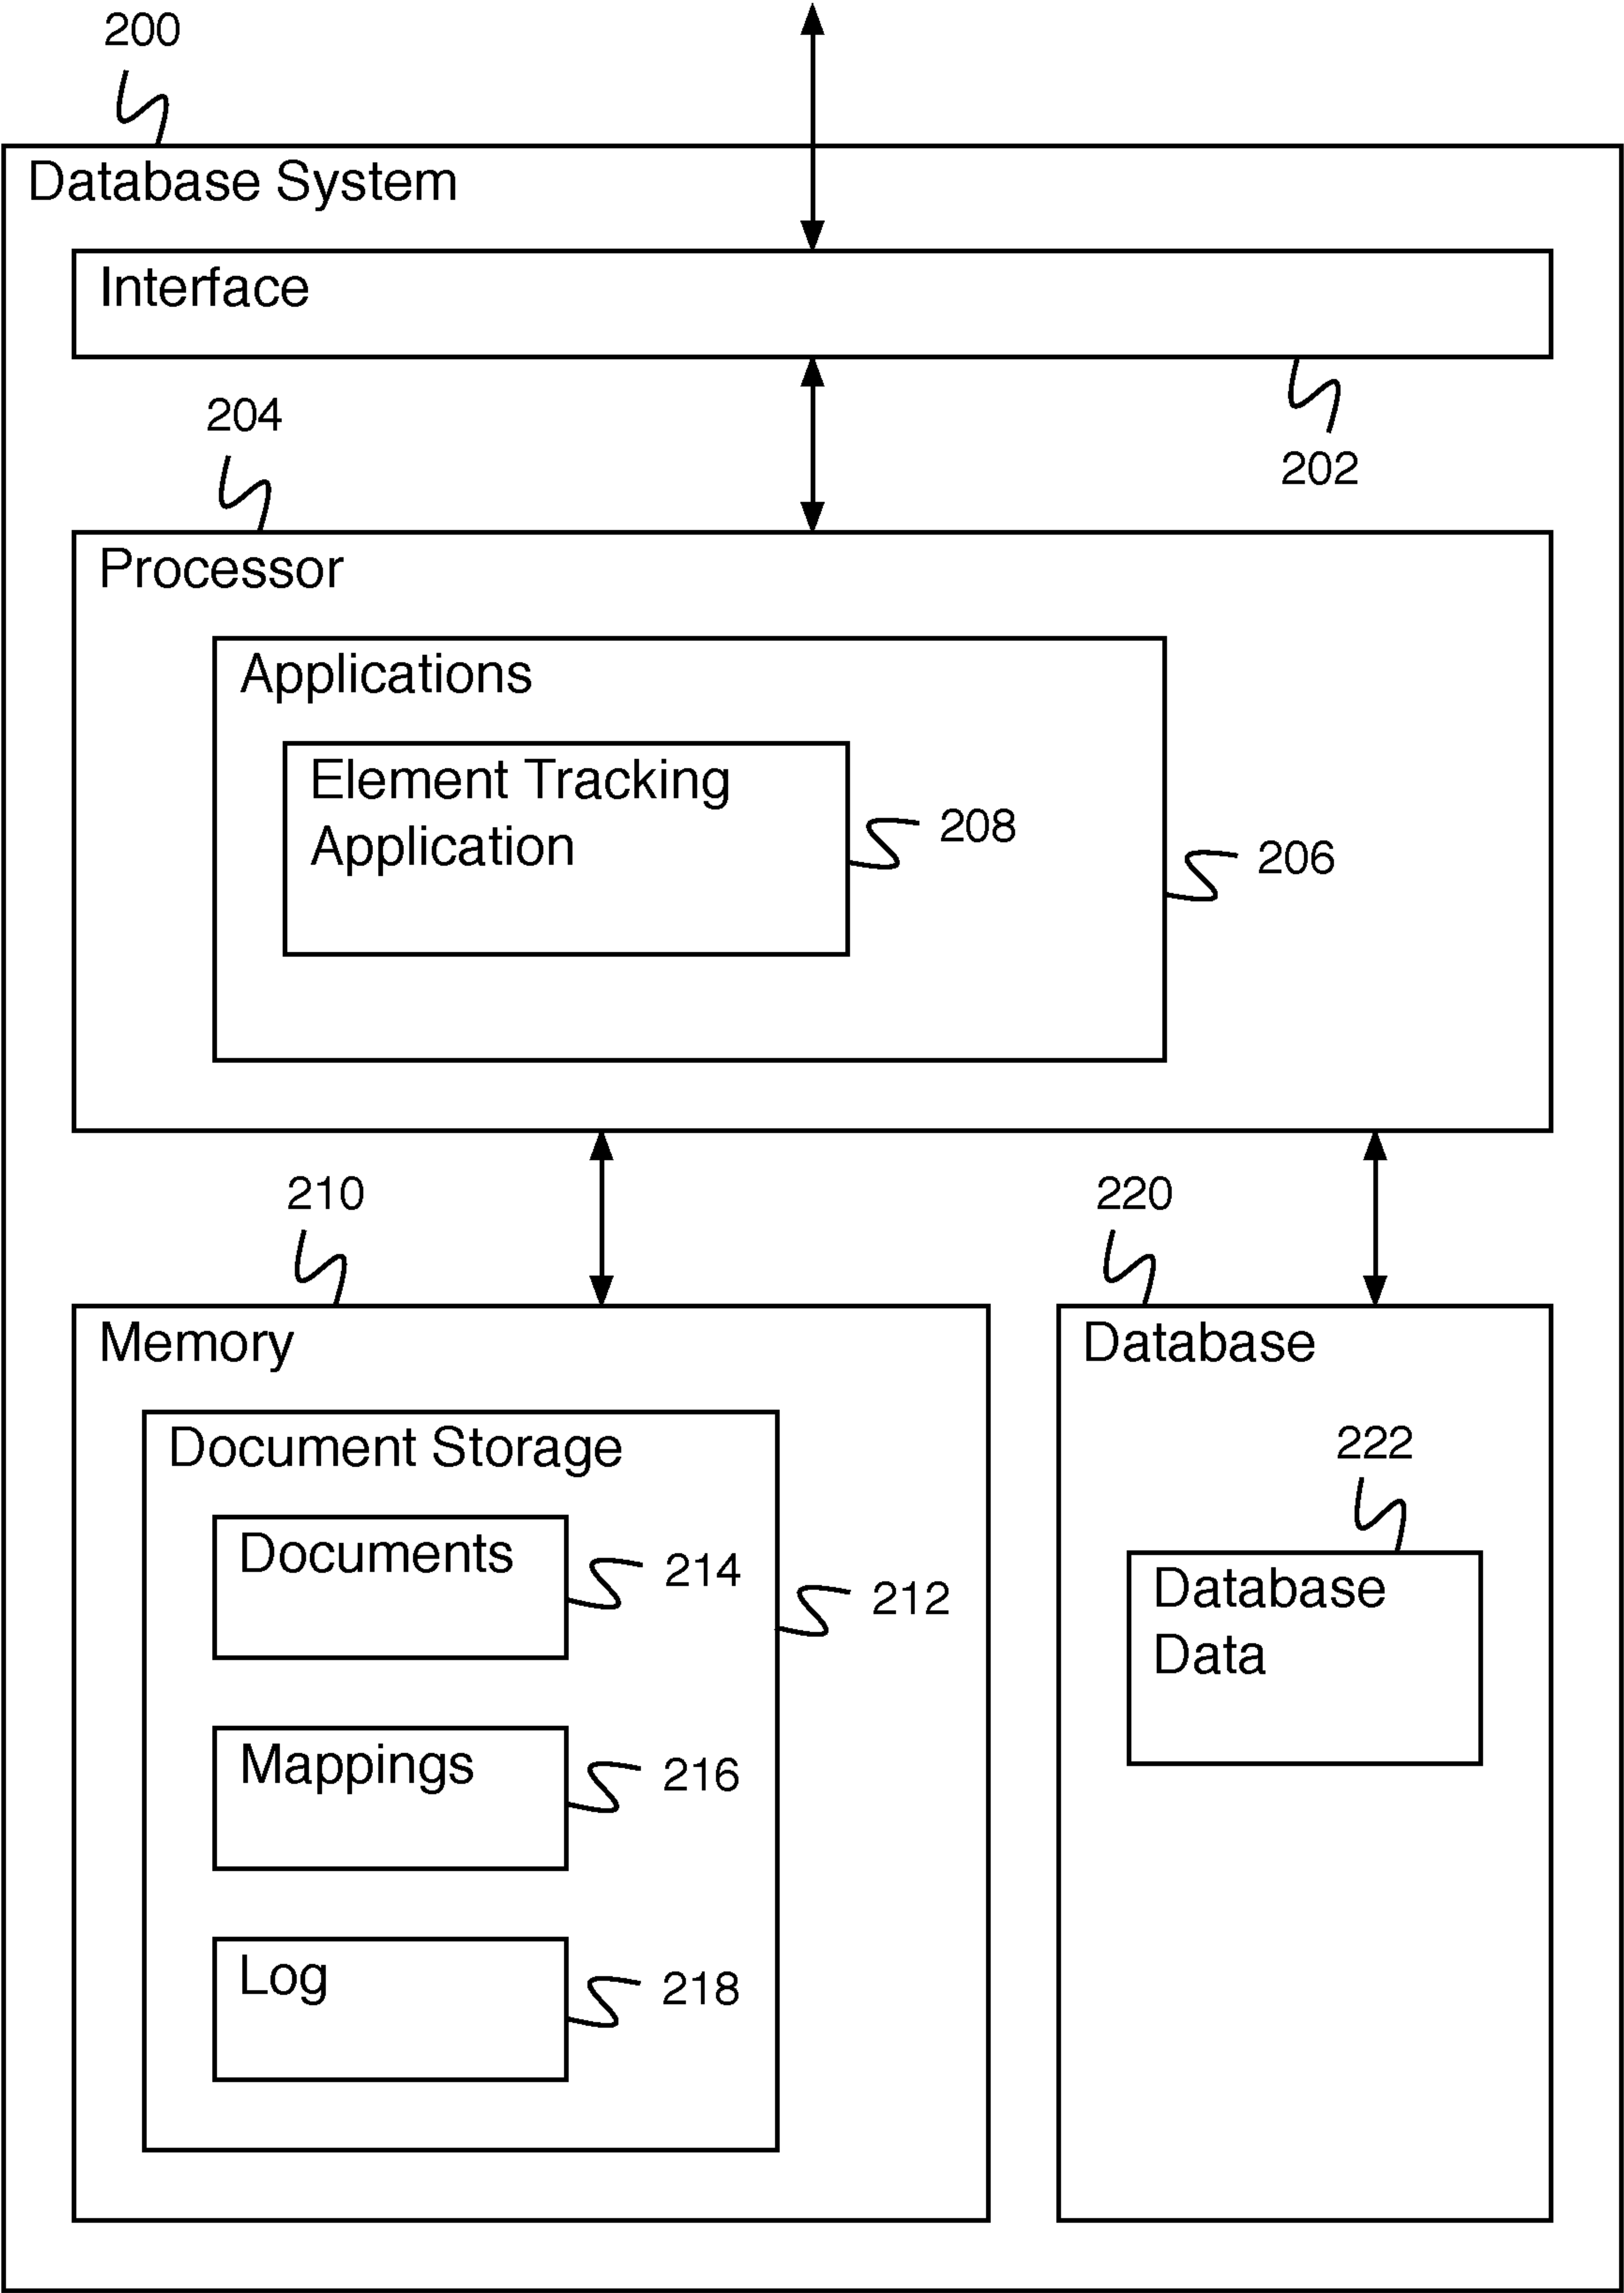 200
Database System
Interface
202
204
Processor
Applications
Element Tracking
Application
208
206
210
220
Memory
Database
Document Storage
222
Documents
214
212
Database
Data
Mappings
216
Log
218